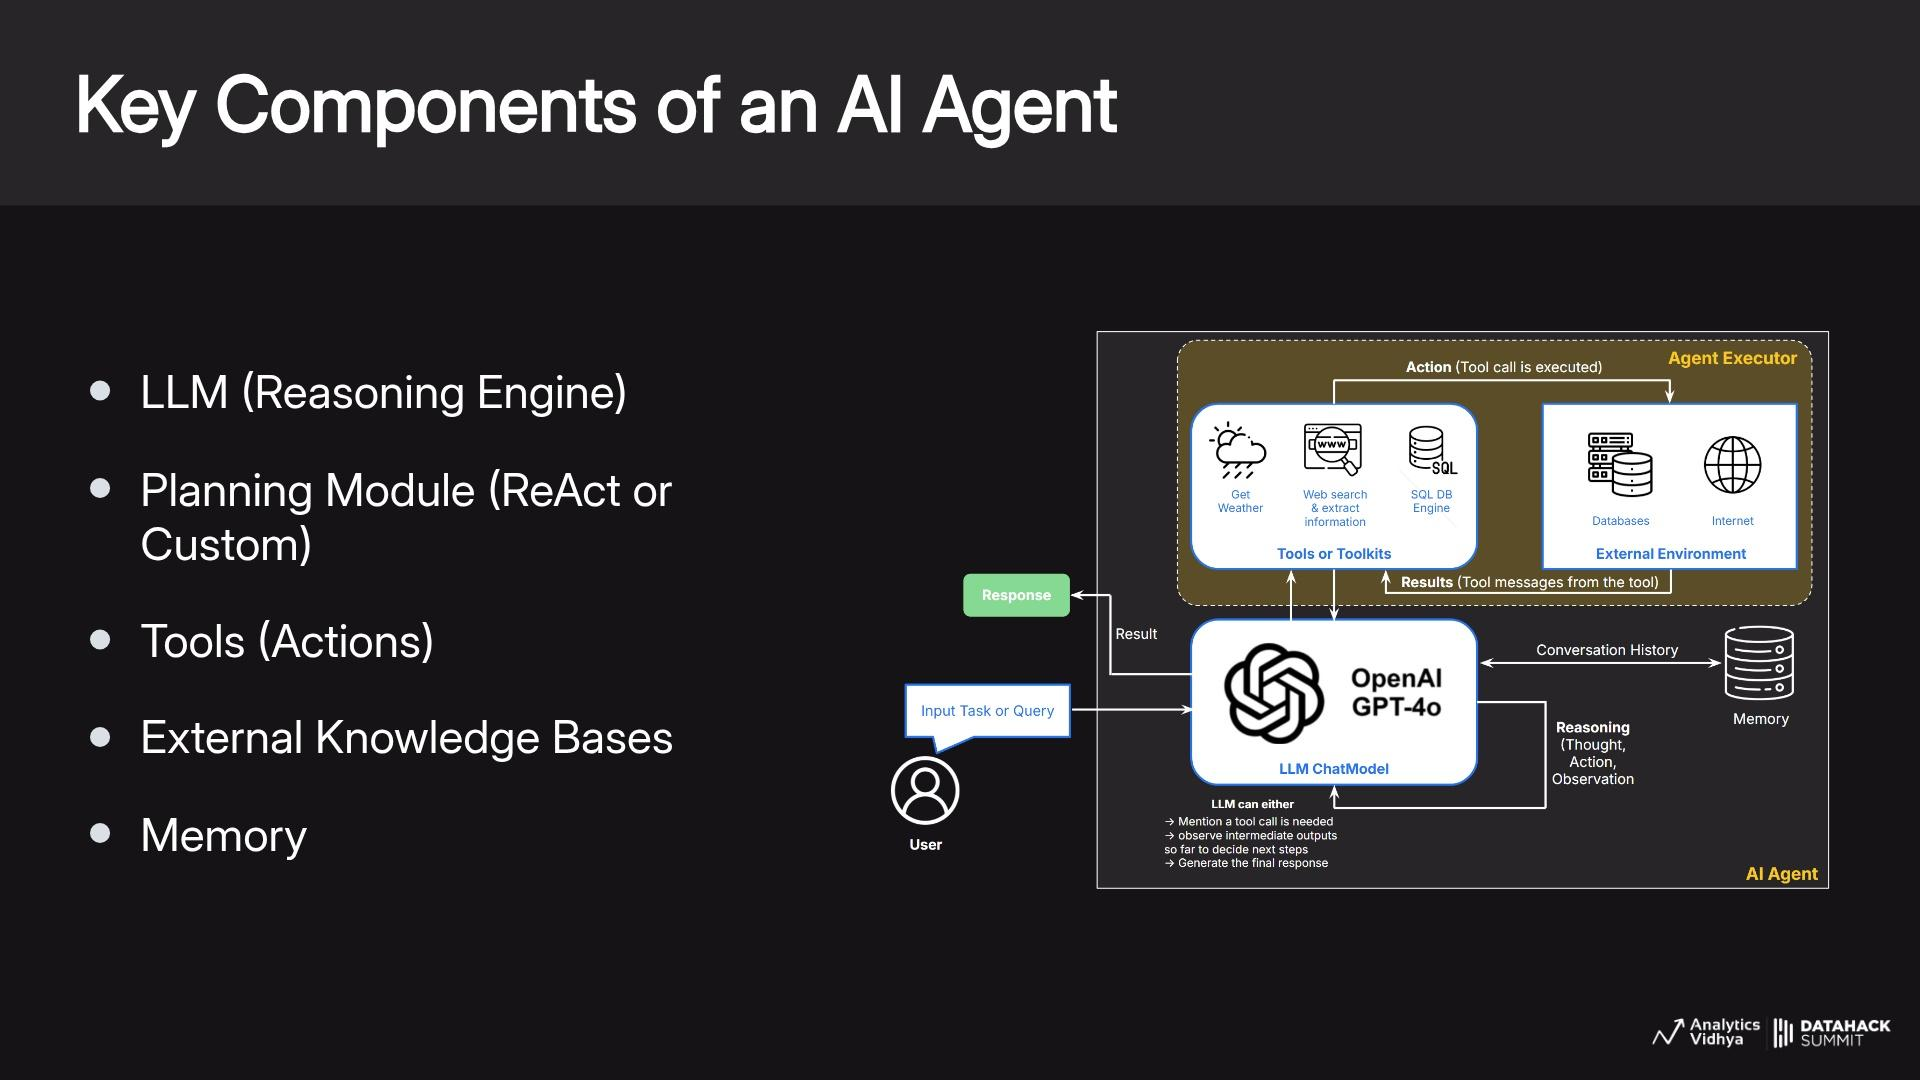 Key Components of an AI Agent
LLM (Reasoning Engine)
Planning Module (ReAct or
Custom)
Tools (Actions)
External Knowledge Bases
Memory
Agent Executor
Action (Tool call is executed)
WWW
SQL
Get
Weather
Web search
& extract
information
SQL DB
Engine
Tools or Toolkits
Databases
Internet
External Environment
Results (Tool messages from the tool)
Response
Result
Input Task or Query
User
OpenAI
GPT-4o
LLM ChatModel
Conversation History
Memory
Reasoning
(Thought,
Action,
Observation
LLM can either
→ Mention a tool call is needed
→ observe intermediate outputs
so far to decide next steps
→ Generate the final response
AI Agent
Analytics
Vidhya
DATAHACK
SUMMIT